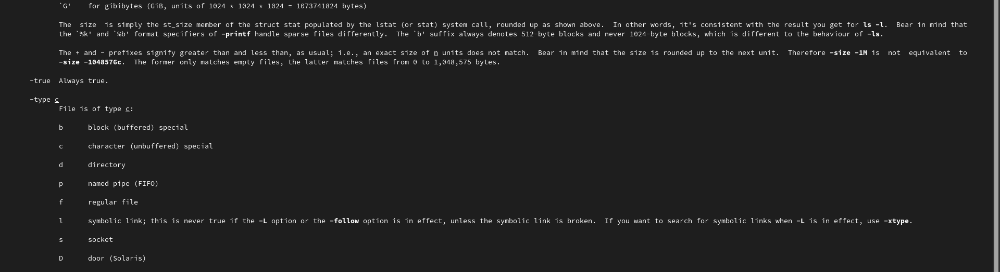 `G'    for gibibytes (GiB, units of 1024 * 1024 * 1024 = 1073741824 bytes)
The  size  is simply the st_size member of the struct stat populated by the lstat (or stat) system call, rounded up as shown above.  In other words, it's consistent with the result you get for ls -l.  Bear in mind that
the `%k' and `%b' format specifiers of -printf handle sparse files differently.  The `b' suffix always denotes 512-byte blocks and never 1024-byte blocks, which is different to the behaviour of -ls.
The + and - prefixes signify greater than and less than, as usual; i.e., an exact size of n units does not match.  Bear in mind that the size is rounded up to the next unit.  Therefore -size -1M is  not  equivalent  to
-size -1048576c.  The former only matches empty files, the latter matches files from 0 to 1,048,575 bytes.
-true  Always true.
-type c
File is of type c:
b      block (buffered) special
c      character (unbuffered) special
d      directory
p      named pipe (FIFO)
f      regular file
l      symbolic link; this is never true if the -L option or the -follow option is in effect, unless the symbolic link is broken.  If you want to search for symbolic links when -L is in effect, use -xtype.
s      socket
D      door (Solaris)